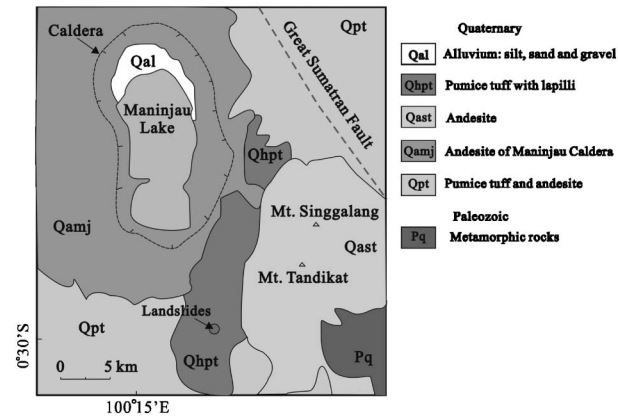 Caldera
Qal
Maninjau
Lake
Qamj
Qpt
Great Sumatran Fault
Qhpt
Mt. Singgalang
Qast
Mt. Tandikat
Landslides
Qpt
Qhpt
Pq
0 5 km
0°30'S
100°15'E
Quaternary
Qal Alluvium: silt, sand and gravel
Qhpt Pumice tuff with lapilli
Qast Andesite
Qamj Andesite of Maninjau Caldera
Qpt Pumice tuff and andesite
Paleozoic
Pq Metamorphic rocks